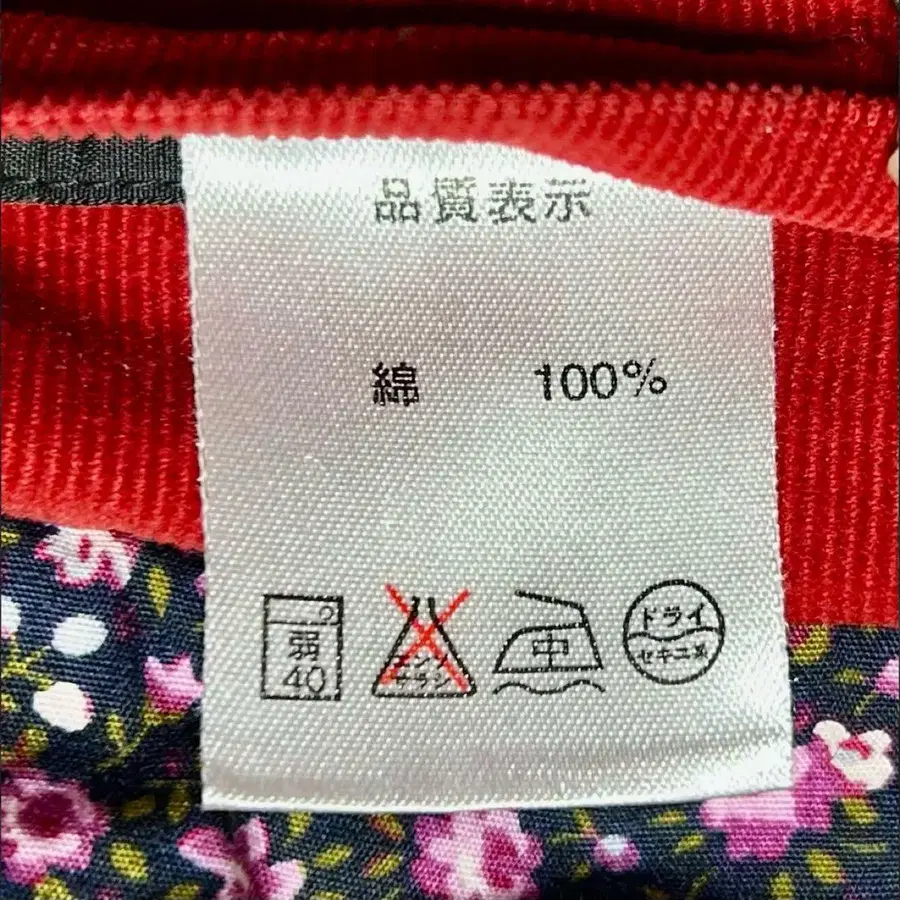 品質表示
綿 100%
弱 40
エンソ サラシ
中
ドライ セキユ系